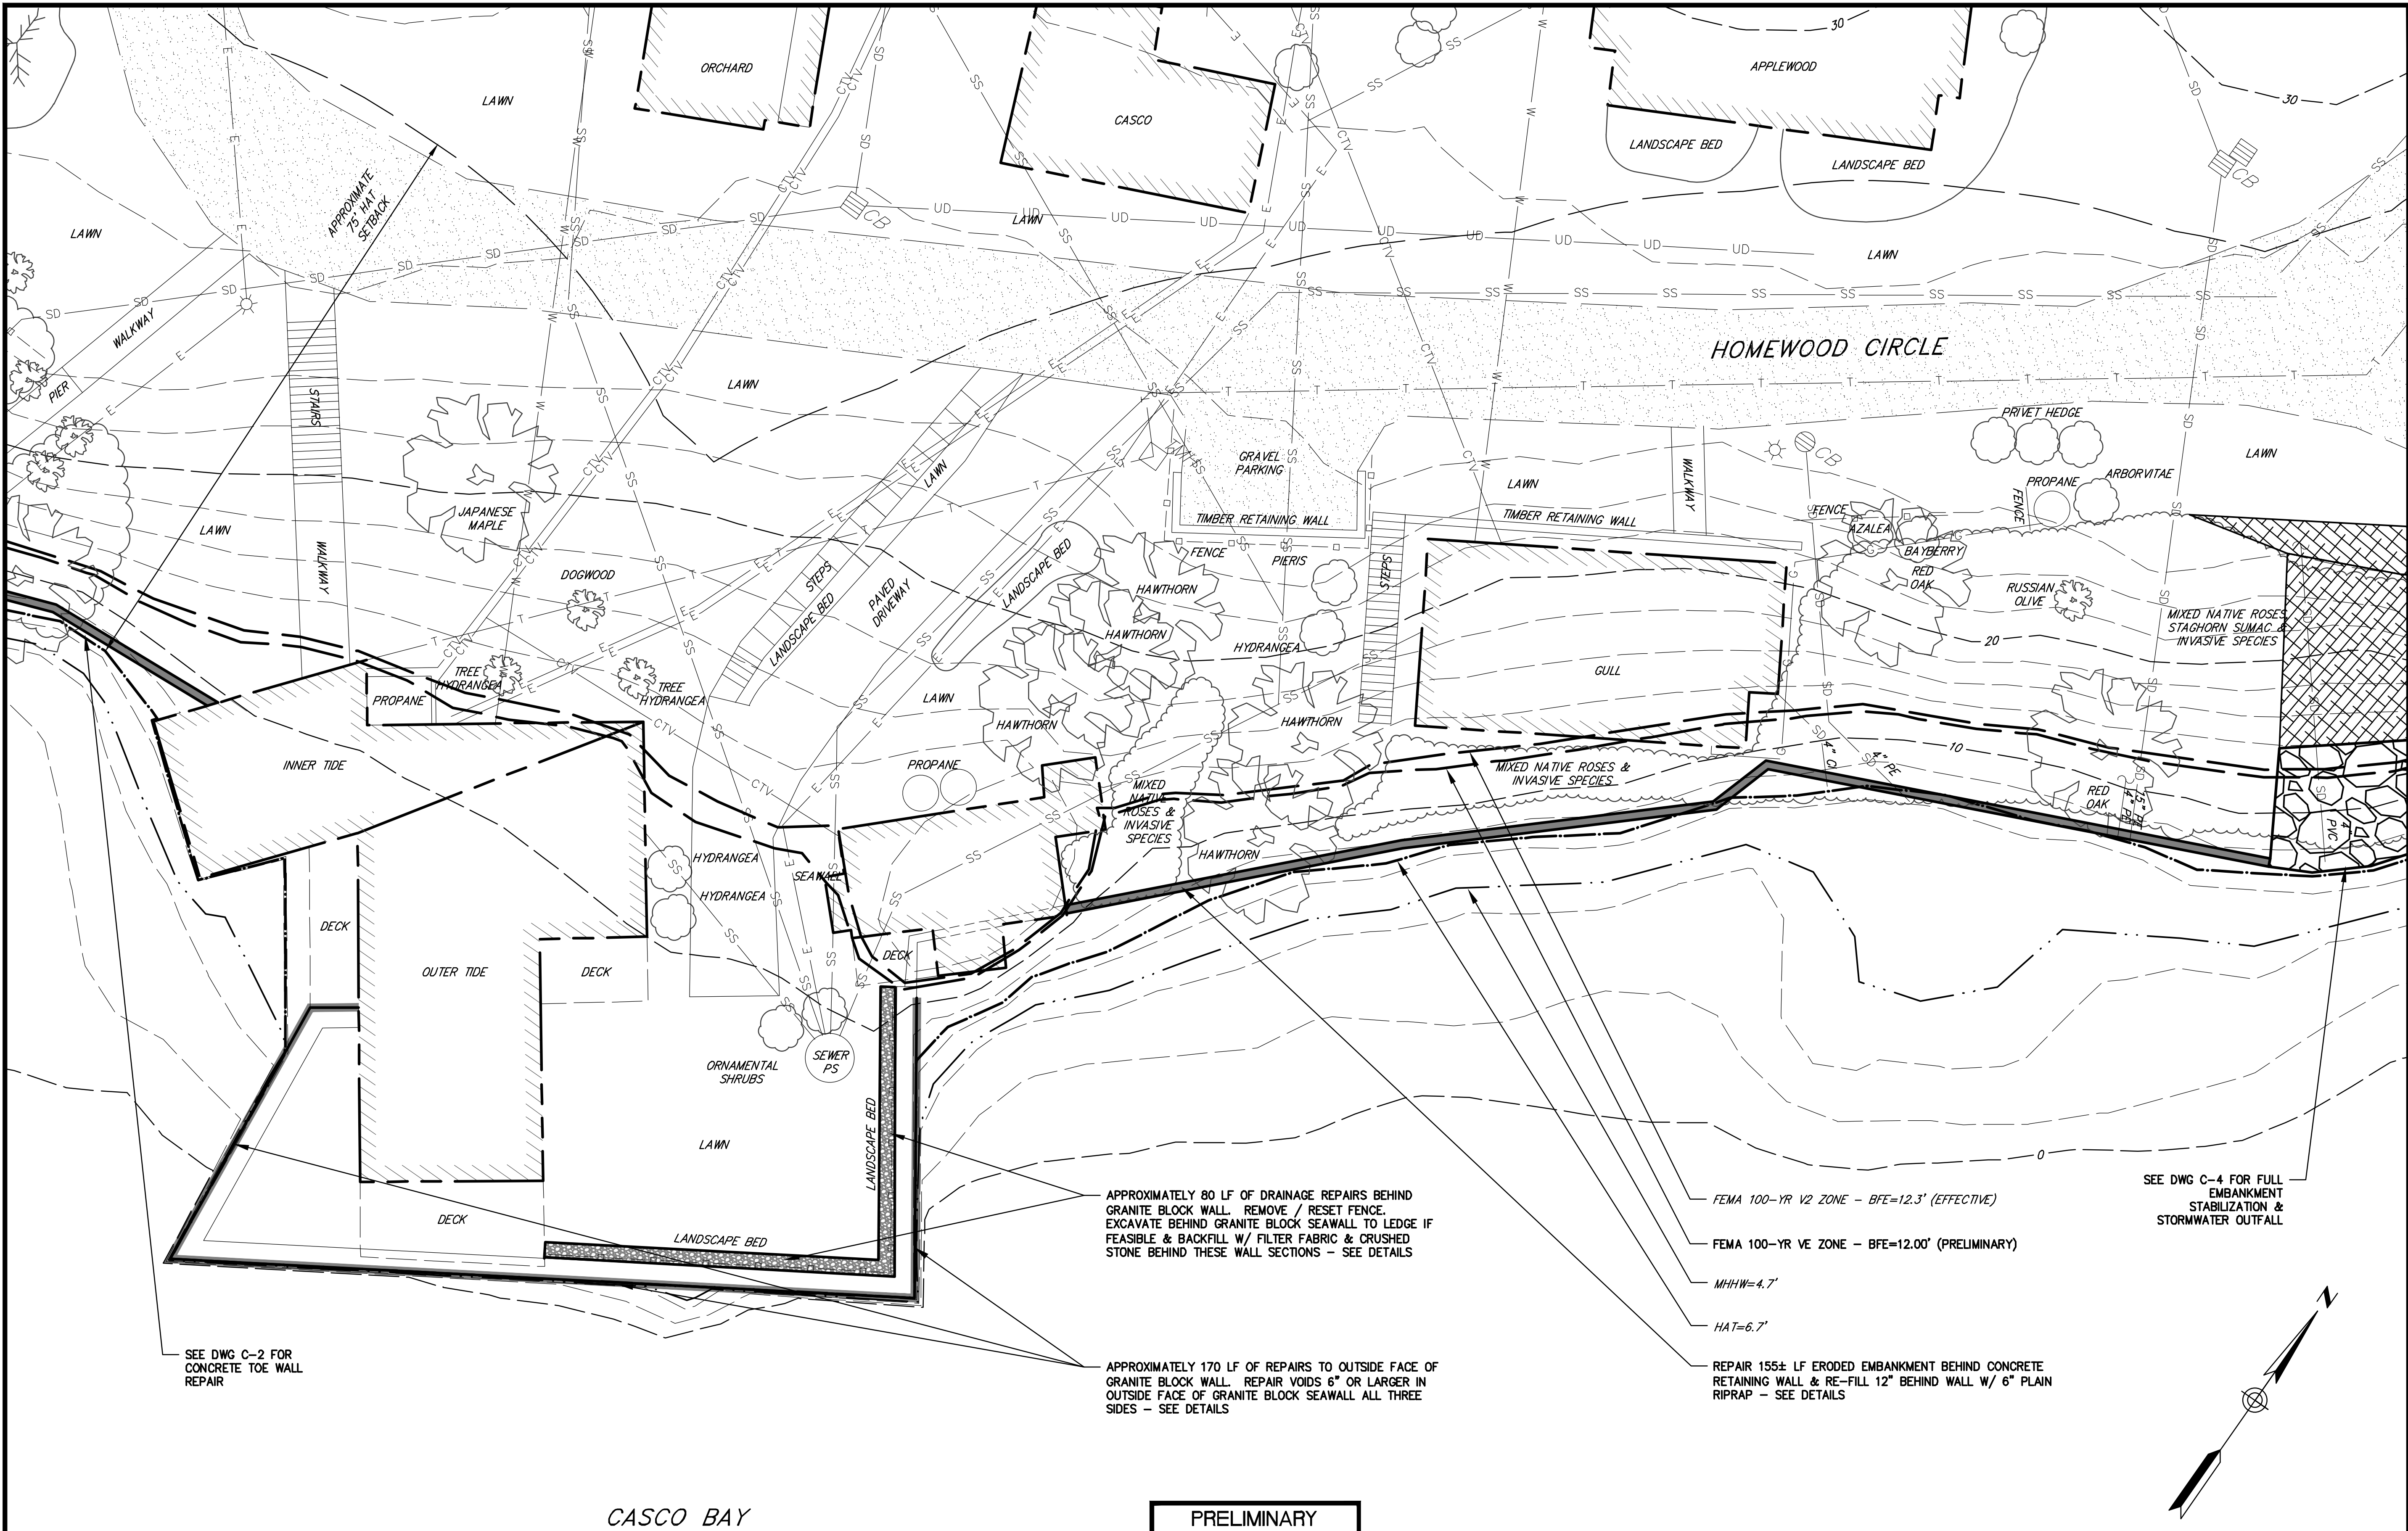 ORCHARD
CASCO
APPLEWOOD
30
30
LAWN
LANDSCAPE BED
LANDSCAPE BED
APPROXIMATE
75' HAT
SETBACK
LAWN
CB
LAWN
LAWN
CB
WALKWAY
PIER
STAIRS
LAWN
HOMEWOOD CIRCLE
PRIVET HEDGE
LAWN
ARBORVITAE
PROPANE
FENCE
CB
WALKWAY
GRAVEL
PARKING
LAWN
TIMBER RETAINING WALL
TIMBER RETAINING WALL
FENCE
AZALEA
BAYBERRY
RED
OAK
RUSSIAN
OLIVE
MIXED NATIVE ROSES
STAGHORN SUMAC &
INVASIVE SPECIES
20
JAPANESE
MAPLE
LAWN
WALKWAY
DOGWOOD
STEPS
LAWN
LANDSCAPE BED
PAVED
DRIVEWAY
LANDSCAPE BED
FENCE
PIERIS
STEPS
HAWTHORN
HAWTHORN
HYDRANGEA
GULL
TREE
HYDRANGEA
TREE
HYDRANGEA
PROPANE
LAWN
HAWTHORN
HAWTHORN
INNER TIDE
PROPANE
MIXED
NATIVE
ROSES &
INVASIVE
SPECIES
MIXED NATIVE ROSES &
INVASIVE SPECIES
4" CI
4" PE
10
RED
OAK
4" PE
4" PVC
HYDRANGEA
HYDRANGEA
SEAWALL
HAWTHORN
DECK
DECK
OUTER TIDE
DECK
ORNAMENTAL
SHRUBS
SEWER
PS
LAWN
LANDSCAPE BED
DECK
LANDSCAPE BED
0
APPROXIMATELY 80 LF OF DRAINAGE REPAIRS BEHIND
GRANITE BLOCK WALL. REMOVE / RESET FENCE.
EXCAVATE BEHIND GRANITE BLOCK SEAWALL TO LEDGE IF
FEASIBLE & BACKFILL W/ FILTER FABRIC & CRUSHED
STONE BEHIND THESE WALL SECTIONS – SEE DETAILS
FEMA 100–YR V2 ZONE – BFE=12.3' (EFFECTIVE)
FEMA 100–YR VE ZONE – BFE=12.00' (PRELIMINARY)
MHHW=4.7'
HAT=6.7'
SEE DWG C–4 FOR FULL
EMBANKMENT
STABILIZATION &
STORMWATER OUTFALL
SEE DWG C–2 FOR
CONCRETE TOE WALL
REPAIR
APPROXIMATELY 170 LF OF REPAIRS TO OUTSIDE FACE OF
GRANITE BLOCK WALL. REPAIR VOIDS 6" OR LARGER IN
OUTSIDE FACE OF GRANITE BLOCK SEAWALL ALL THREE
SIDES – SEE DETAILS
REPAIR 155± LF ERODED EMBANKMENT BEHIND CONCRETE
RETAINING WALL & RE–FILL 12" BEHIND WALL W/ 6" PLAIN
RIPRAP – SEE DETAILS
N
CASCO BAY
PRELIMINARY